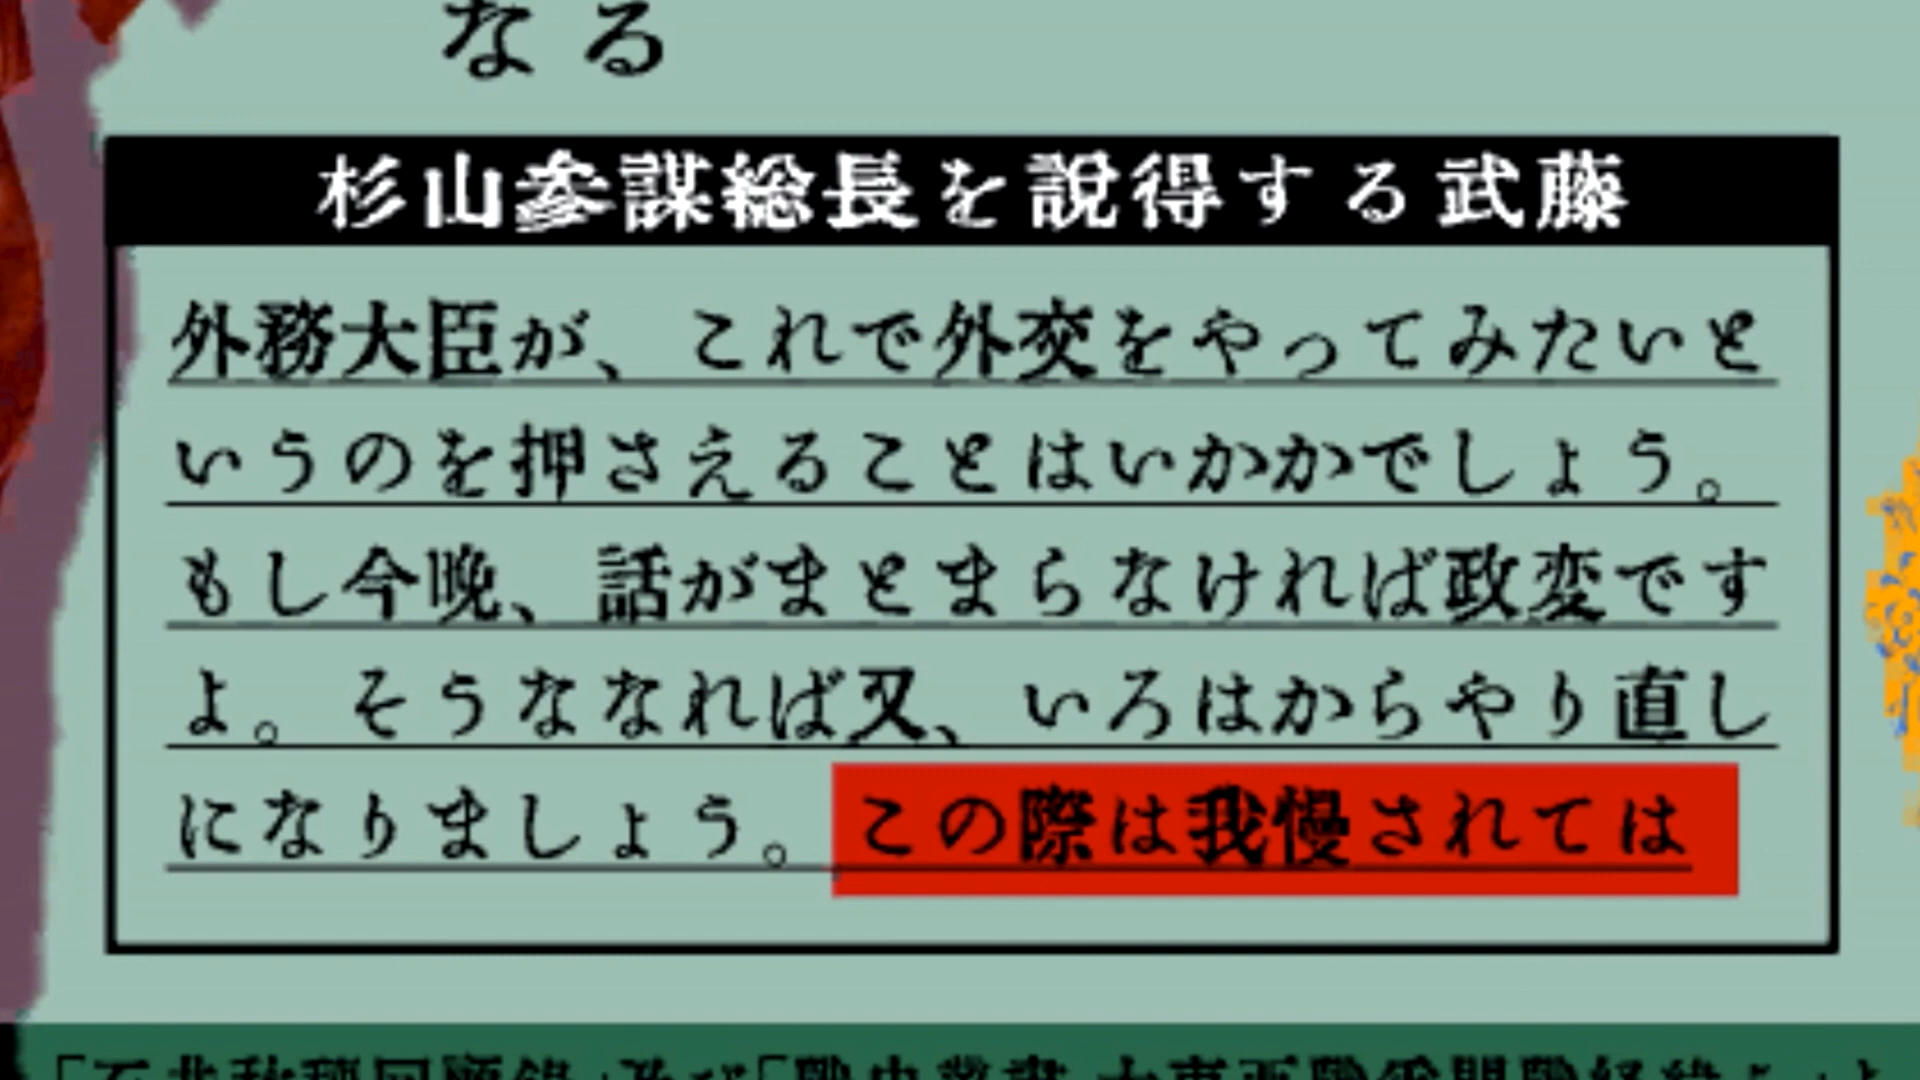 なる
杉山参謀総長を説得する武藤
外務大臣が、これで外交をやってみたいと
いうのを押さえることはいかかでしょう。
もし今晩、話がまとまらなければ政変です
よ。そうななれば又、いろはからやり直し
になりましょう。この際は我慢されては